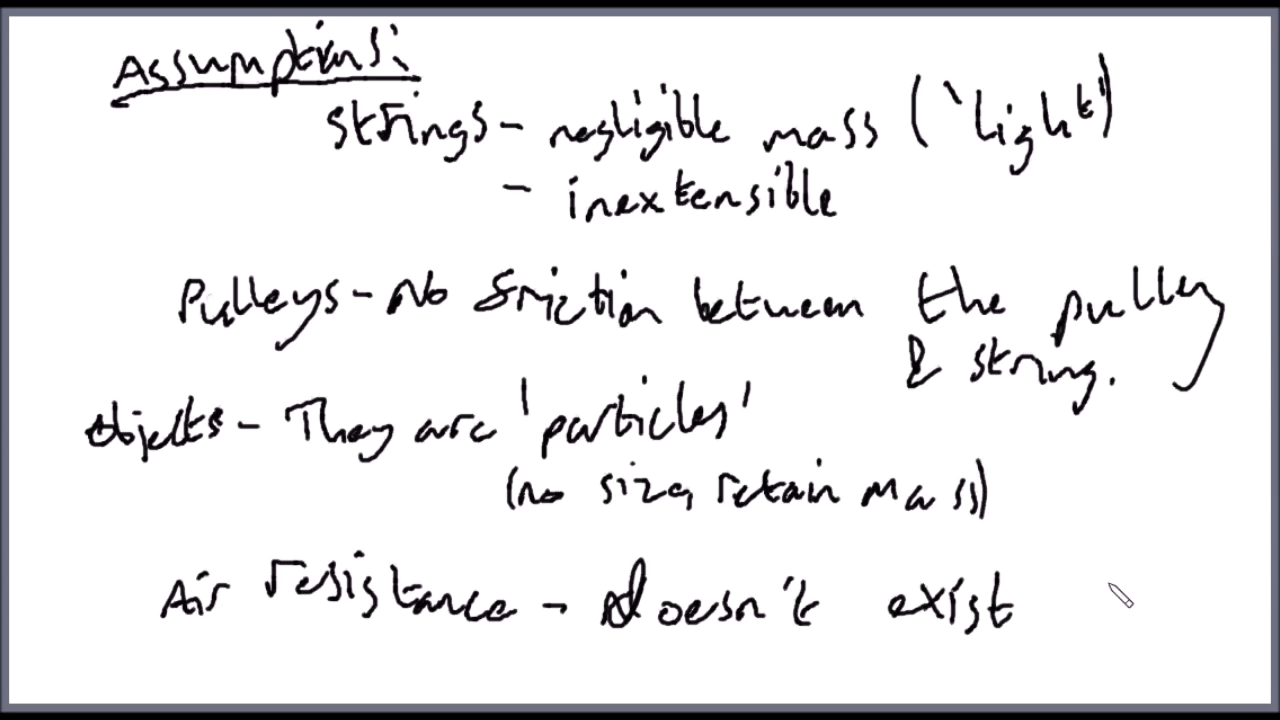 Assumptions:
strings - negligible mass ('light')
- inextensible
Pulleys - No friction between the pulley
& string.
Objects - They are 'particles'
(no size, retain mass)
Air resistance - doesn't exist